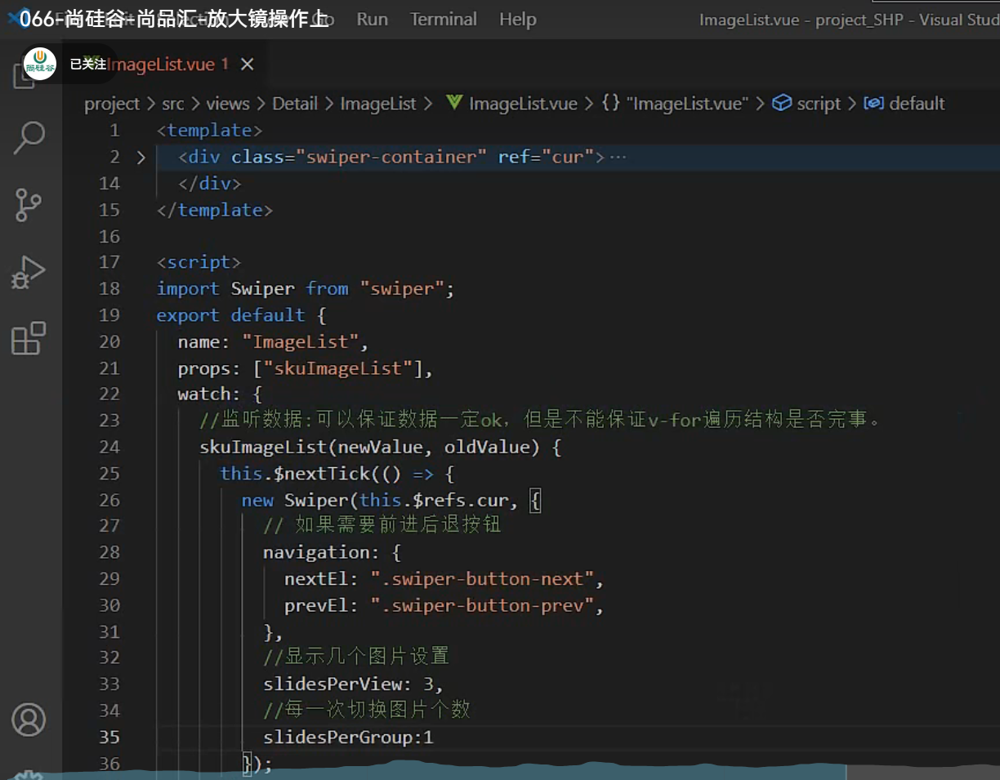 066-尚硅谷-尚品汇-放大镜操作上
Run Terminal Help
ImageList.vue - project_SHP - Visual Stud
尚硅谷
已关注
ImageList.vue 1
project > src > views > Detail > ImageList > ImageList.vue > {} "ImageList.vue" > script > default
1 <template>
2 <div class="swiper-container" ref="cur">···
14 </div>
15 </template>
16
17 <script>
18 import Swiper from "swiper";
19 export default {
20 name: "ImageList",
21 props: ["skuImageList"],
22 watch: {
23 //监听数据:可以保证数据一定ok，但是不能保证v-for遍历结构是否完事。
24 skuImageList(newValue, oldValue) {
25 this.$nextTick(() => {
26 new Swiper(this.$refs.cur, {
27 // 如果需要前进后退按钮
28 navigation: {
29 nextEl: ".swiper-button-next",
30 prevEl: ".swiper-button-prev",
31 },
32 //显示几个图片设置
33 slidesPerView: 3,
34 //每一次切换图片个数
35 slidesPerGroup:1
36 });